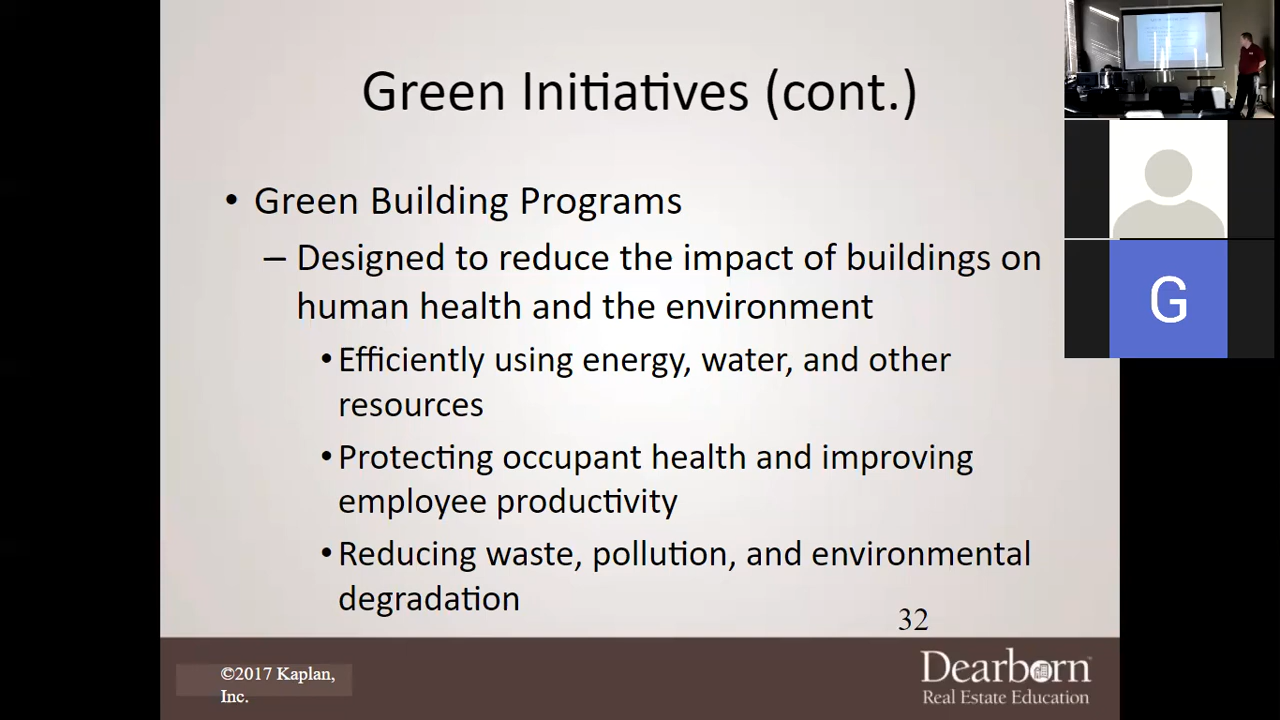 Green Initiatives (cont.)
• Green Building Programs
– Designed to reduce the impact of buildings on
human health and the environment
• Efficiently using energy, water, and other
resources
• Protecting occupant health and improving
employee productivity
• Reducing waste, pollution, and environmental
degradation
32
©2017 Kaplan,
Inc.
Dearborn
Real Estate Education
G